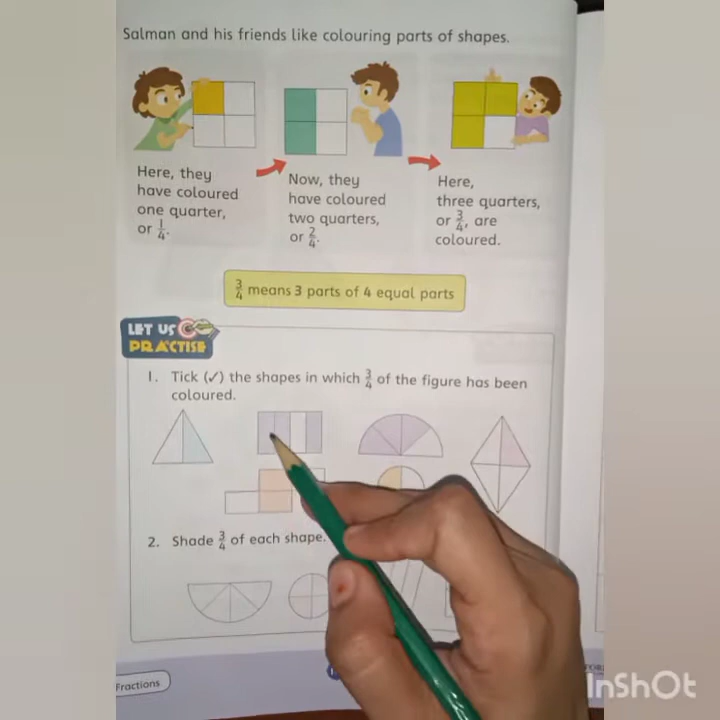 Salman and his friends like colouring parts of shapes.
Here, they
have coloured
one quarter,
or 1/4.
Now, they
have coloured
two quarters,
or 2/4.
Here,
three quarters,
or 3/4, are
coloured.
3/4 means 3 parts of 4 equal parts
LET US
PRACTISE
1. Tick (✓) the shapes in which 3/4 of the figure has been
coloured.
2. Shade 3/4 of each shape.
Fractions
InShOt